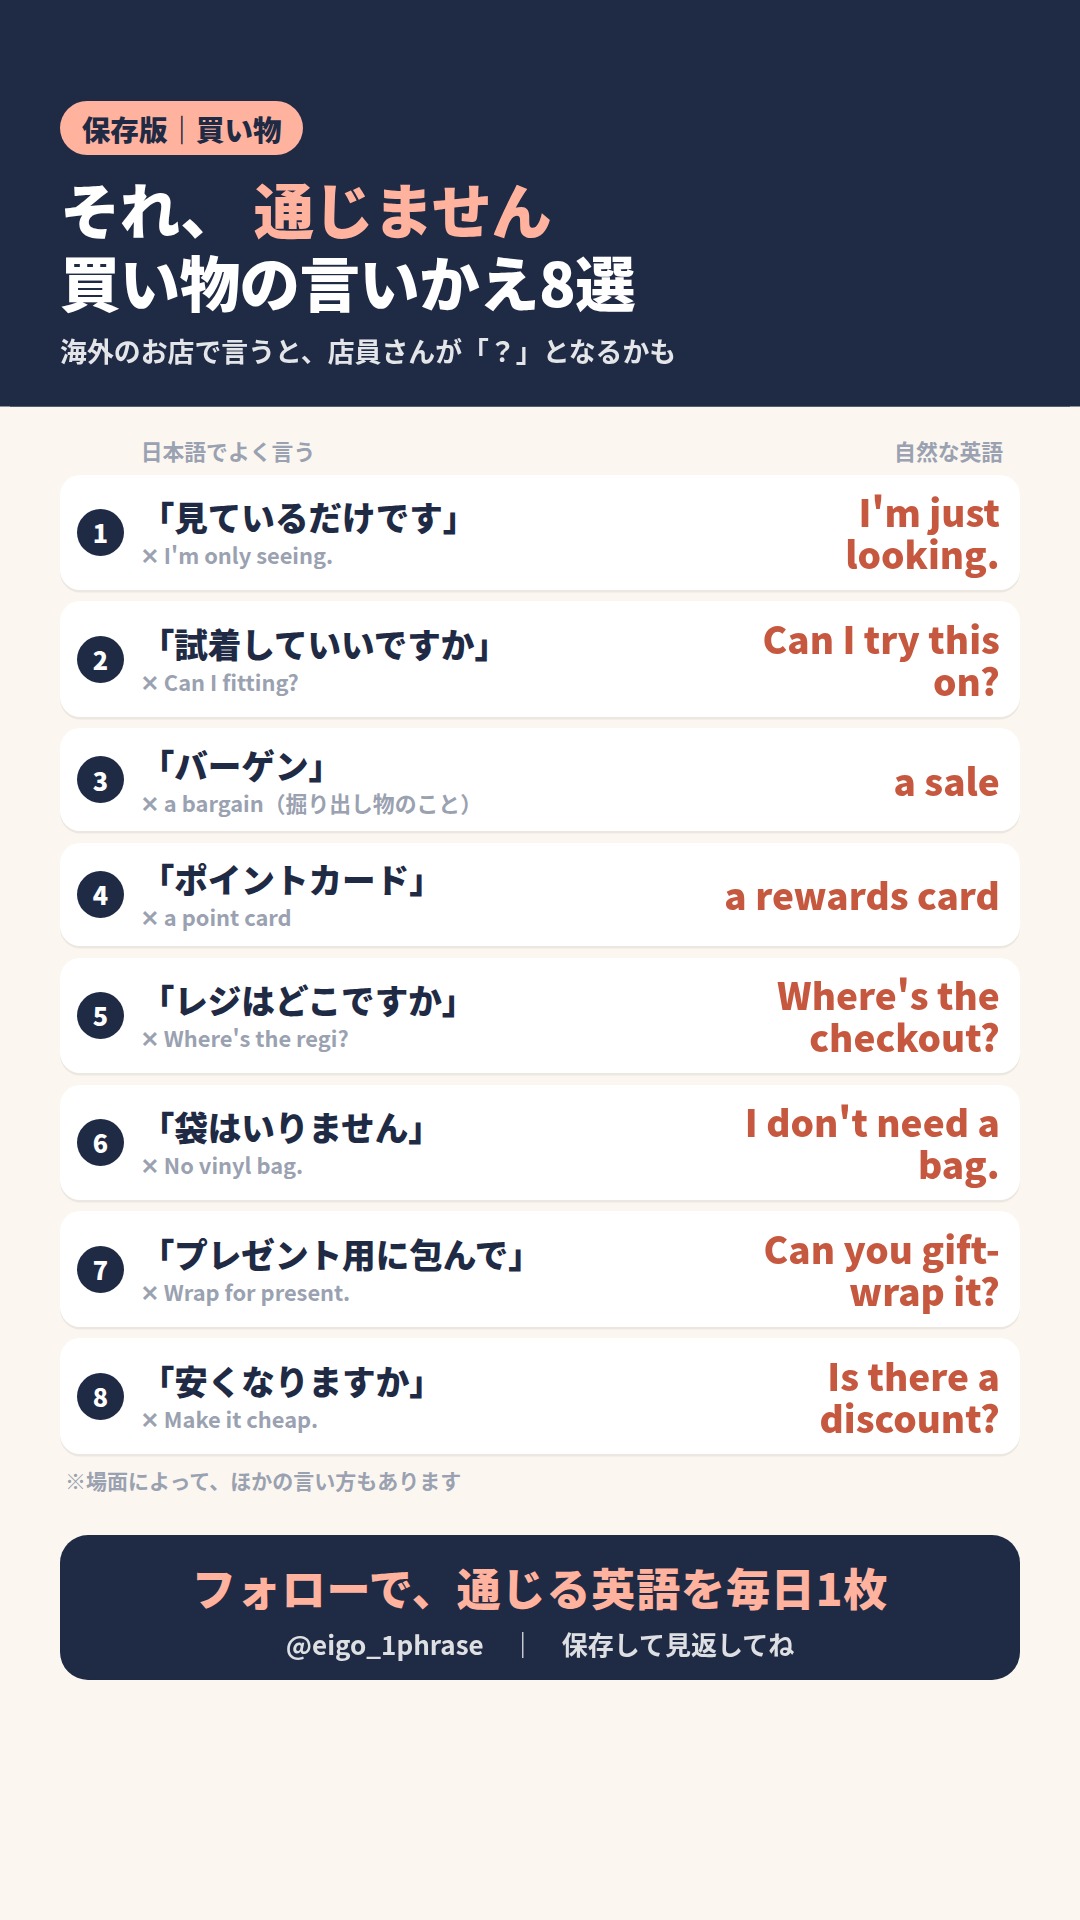 保存版｜買い物
それ、 通じません
買い物の言いかえ8選
海外のお店で言うと、店員さんが「？」となるかも
日本語でよく言う
自然な英語
1
「見ているだけです」
× I'm only seeing.
I'm just
looking.
2
「試着していいですか」
× Can I fitting?
Can I try this
on?
3
「バーゲン」
× a bargain（掘り出し物のこと）
a sale
4
「ポイントカード」
× a point card
a rewards card
5
「レジはどこですか」
× Where's the regi?
Where's the
checkout?
6
「袋はいりません」
× No vinyl bag.
I don't need a
bag.
7
「プレゼント用に包んで」
× Wrap for present.
Can you gift-
wrap it?
8
「安くなりますか」
× Make it cheap.
Is there a
discount?
※場面によって、ほかの言い方もあります
フォローで、通じる英語を毎日1枚
@eigo_1phrase ｜ 保存して見返してね